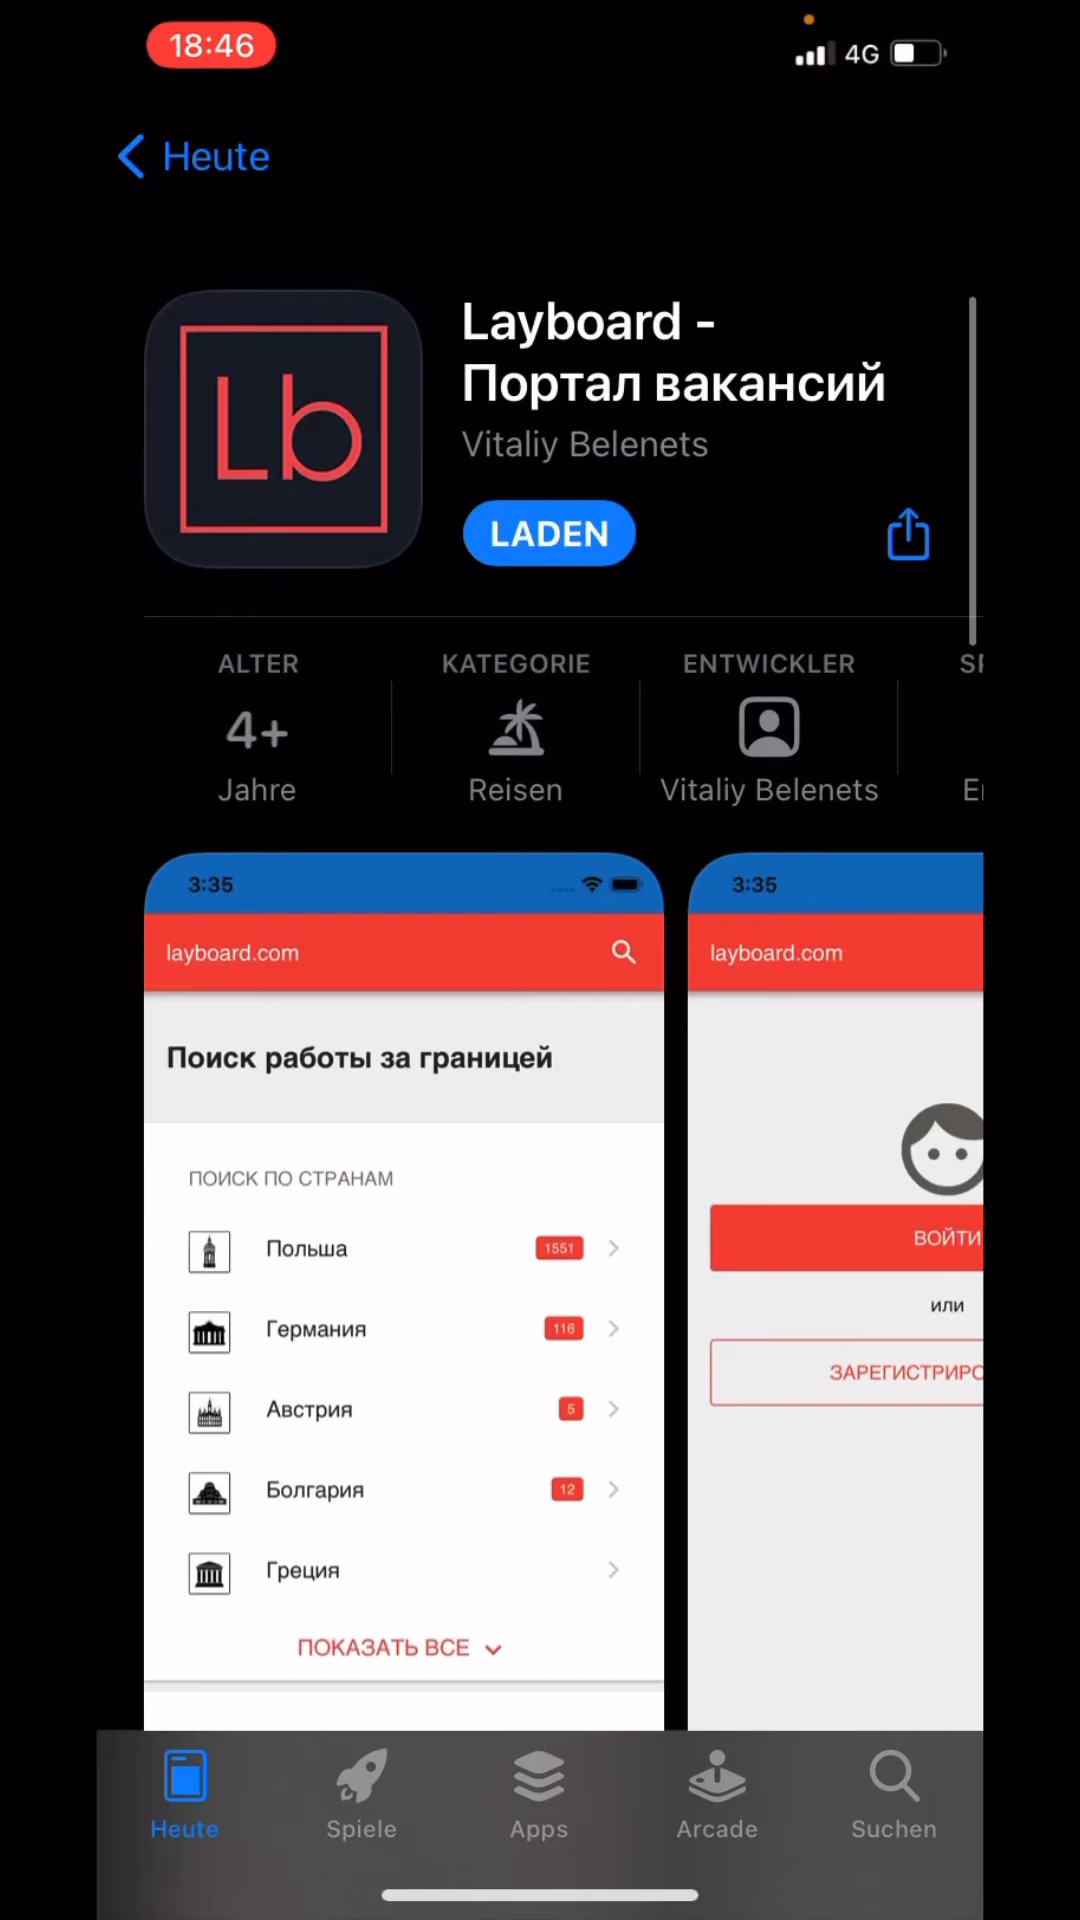 18:46
4G
Heute
Lb
Layboard -
Портал вакансий
Vitaliy Belenets
LADEN
ALTER
KATEGORIE
ENTWICKLER
4+
Jahre
Reisen
Vitaliy Belenets
3:35
3:35
layboard.com
layboard.com
Поиск работы за границей
ПОИСК ПО СТРАНАМ
Польша
1551
Германия
116
Австрия
5
Болгария
12
Греция
ПОКАЗАТЬ ВСЕ
ВОЙТИ
или
ЗАРЕГИСТРИРО
Heute
Spiele
Apps
Arcade
Suchen